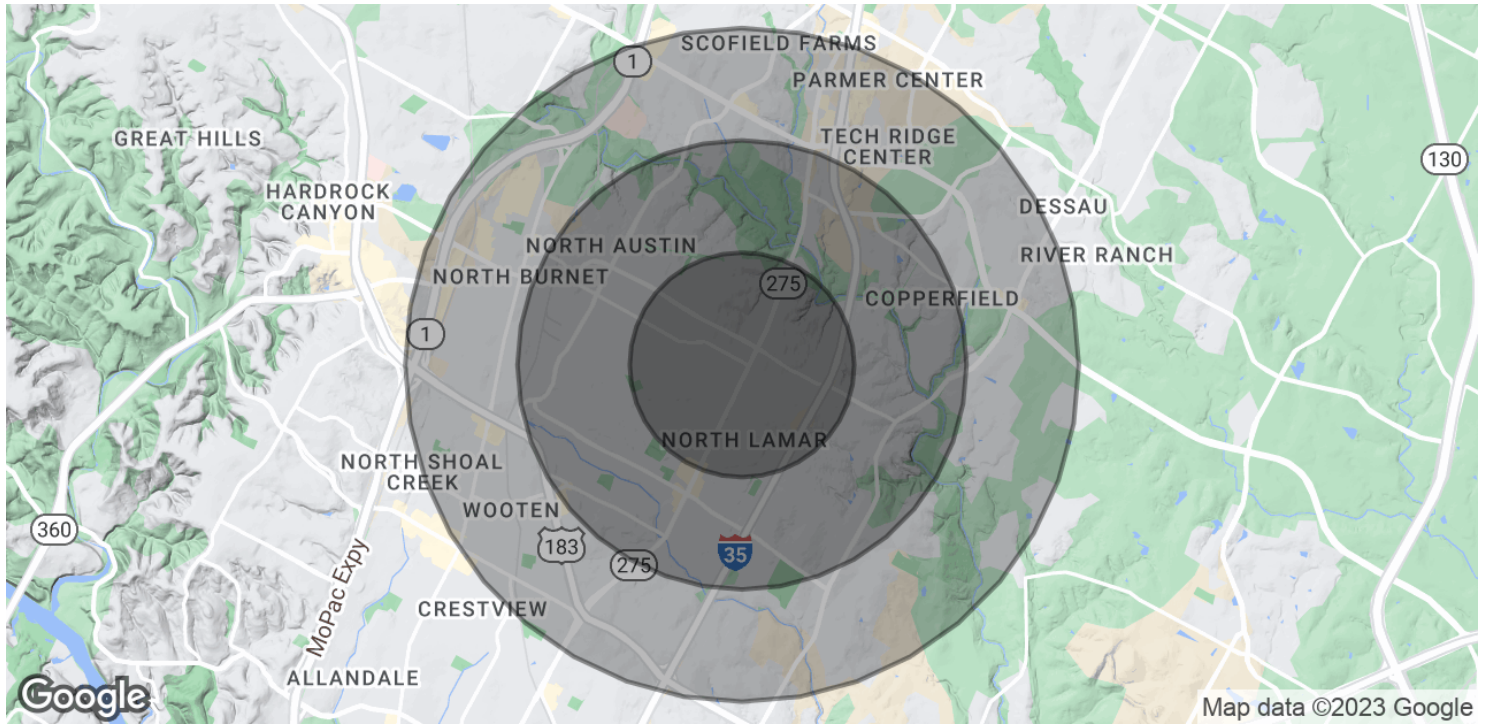 SCOFIELD FARMS
1
PARMER CENTER
GREAT HILLS
TECH RIDGE
CENTER
130
HARDROCK
CANYON
DESSAU
NORTH AUSTIN
RIVER RANCH
NORTH BURNET
275
COPPERFIELD
1
NORTH LAMAR
NORTH SHOAL
CREEK
WOOTEN
360
183
35
275
MoPac Expy
CRESTVIEW
ALLANDALE
Google
Map data ©2023 Google